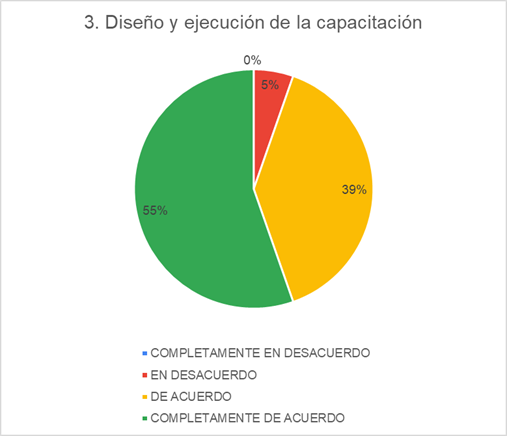 3. Diseño y ejecución de la capacitación
0%
5%
39%
55%
COMPLETAMENTE EN DESACUERDO
EN DESACUERDO
DE ACUERDO
COMPLETAMENTE DE ACUERDO